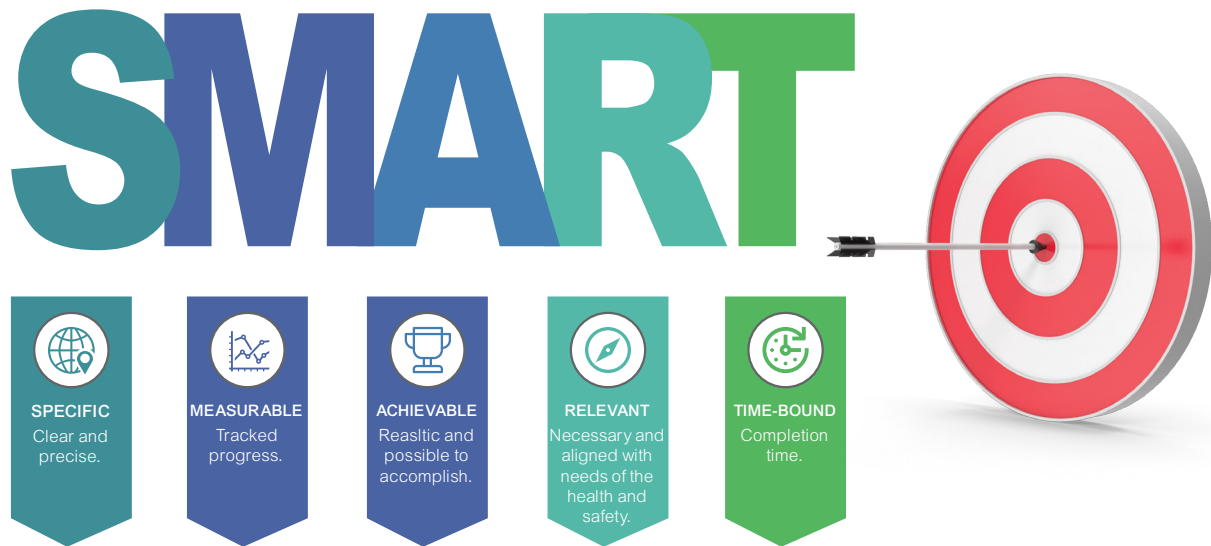 SMART
SPECIFIC
Clear and
precise.
MEASURABLE
Tracked
progress.
ACHIEVABLE
Reasltic and
possible to
accomplish.
RELEVANT
Necessary and
aligned with
needs of the
health and
safety.
TIME-BOUND
Completion
time.